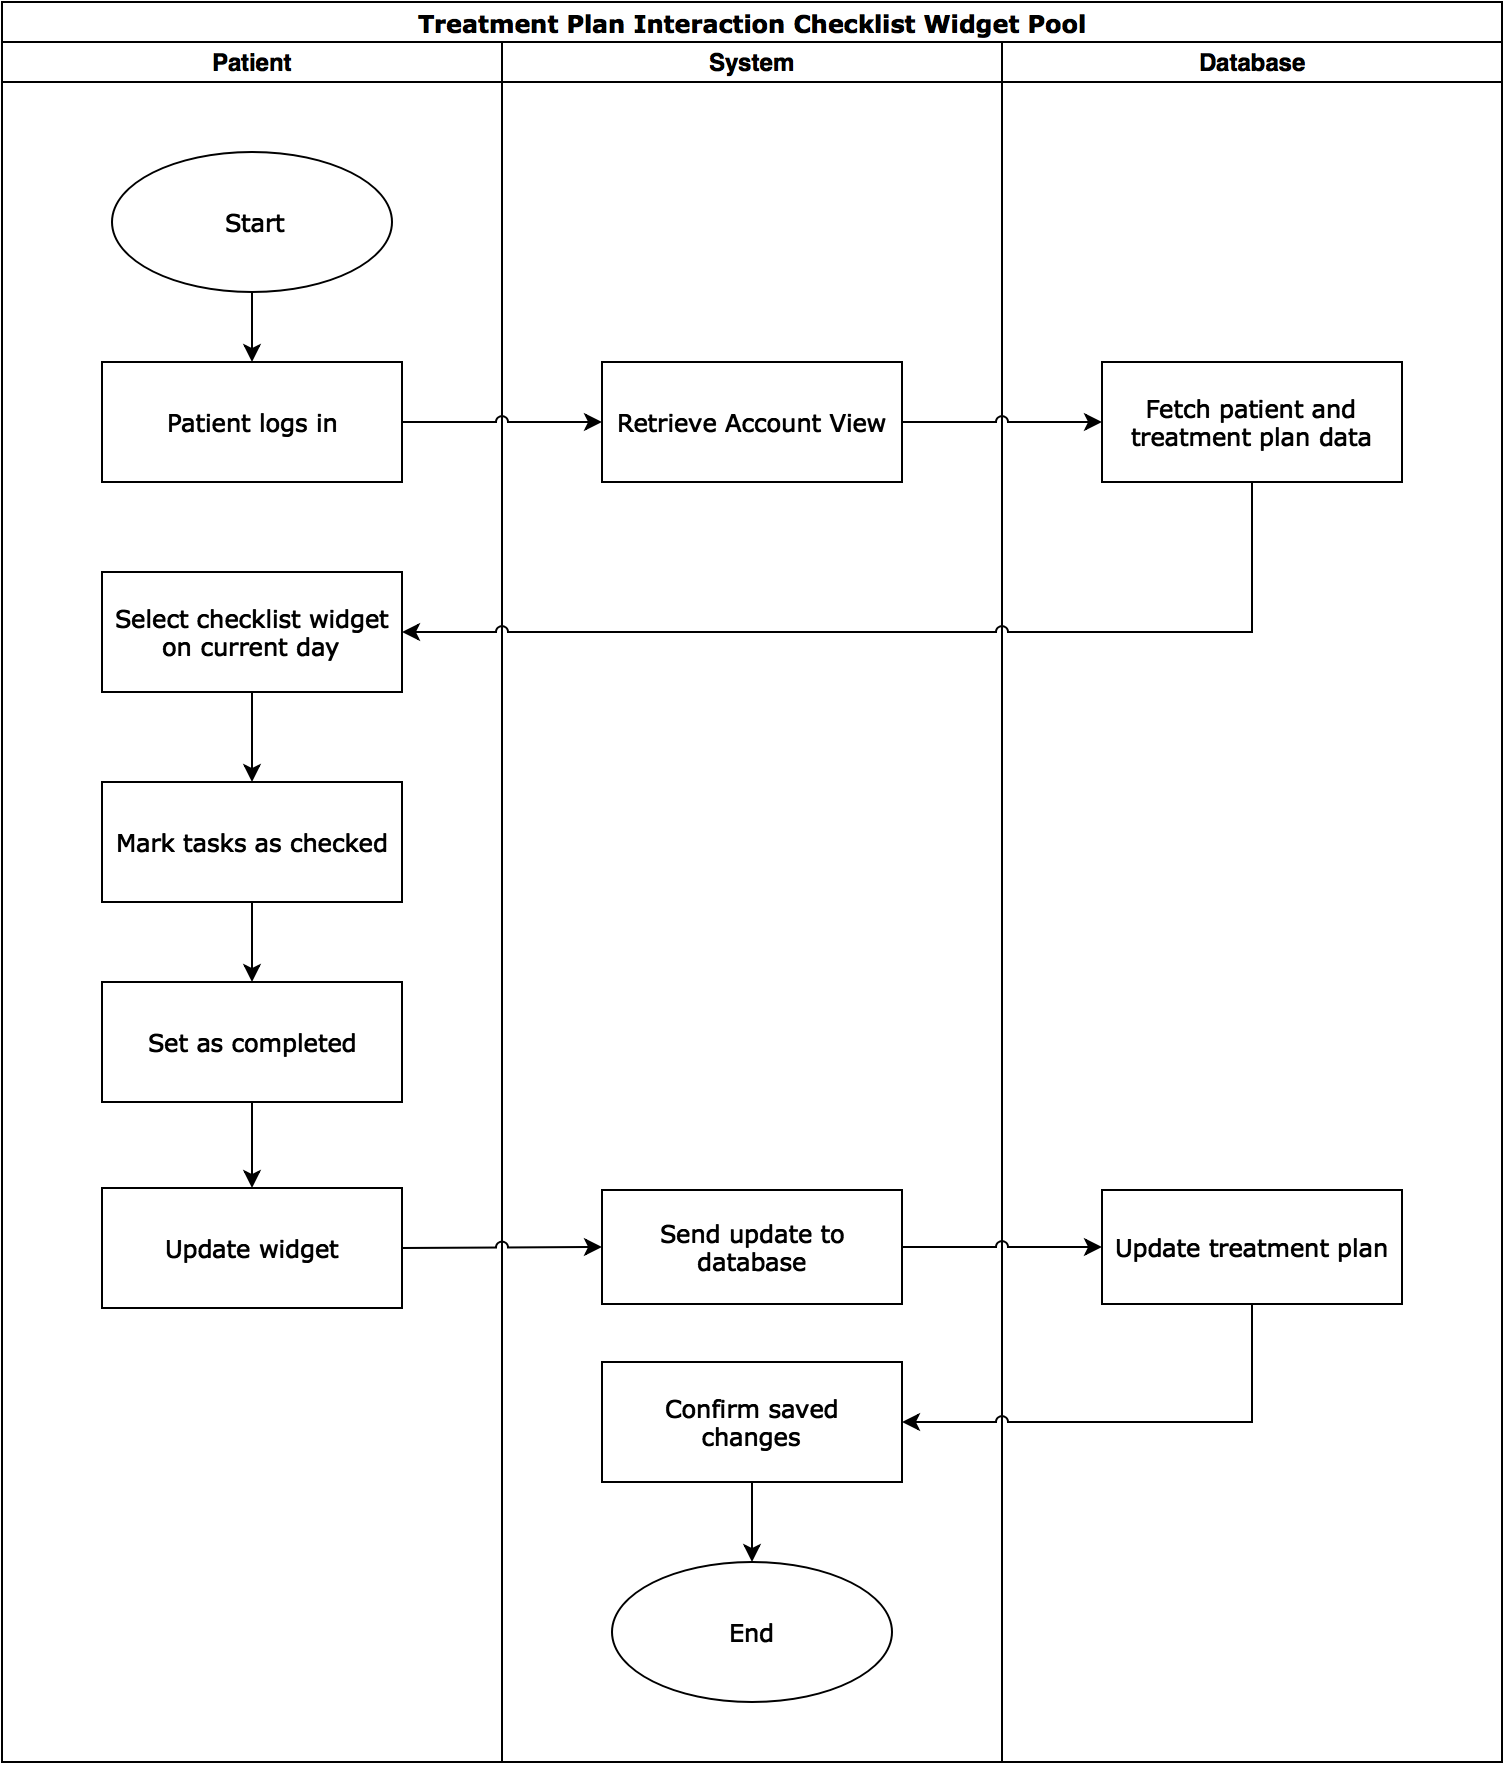 Treatment Plan Interaction Checklist Widget Pool
Patient
System
Database
Start
Patient logs in
Retrieve Account View
Fetch patient and
treatment plan data
Select checklist widget
on current day
Mark tasks as checked
Set as completed
Update widget
Send update to
database
Update treatment plan
Confirm saved
changes
End